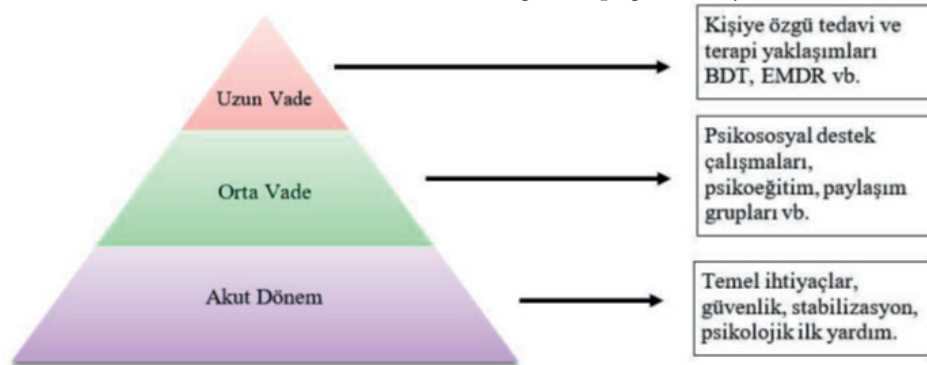 Uzun Vade
Kişiye özgü tedavi ve
terapi yaklaşımları
BDT, EMDR vb.
Orta Vade
Psikososyal destek
çalışmaları,
psikoeğitim, paylaşım
grupları vb.
Akut Dönem
Temel ihtiyaçlar,
güvenlik, stabilizasyon,
psikolojik ilk yardım.